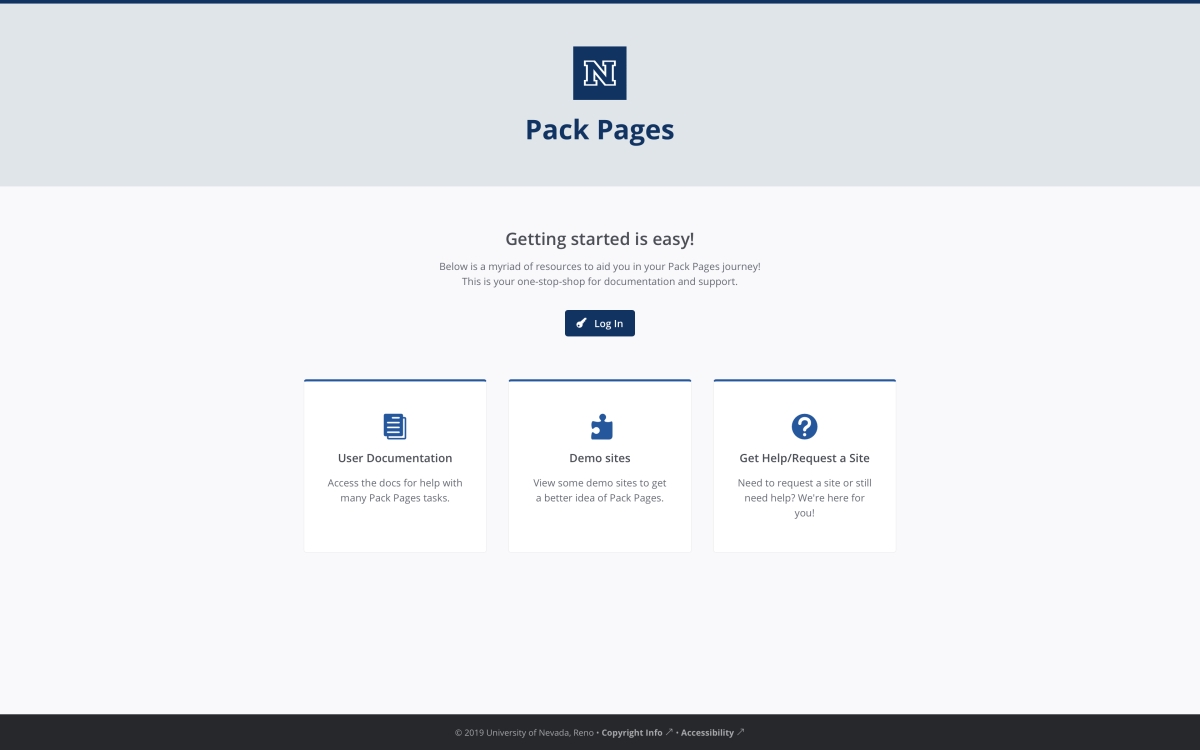 N
Pack Pages
Getting started is easy!
Below is a myriad of resources to aid you in your Pack Pages journey!
This is your one-stop-shop for documentation and support.
Log In
User Documentation
Access the docs for help with
many Pack Pages tasks.
Demo sites
View some demo sites to get
a better idea of Pack Pages.
Get Help/Request a Site
Need to request a site or still
need help? We're here for
you!
© 2019 University of Nevada, Reno • Copyright Info ↗ • Accessibility ↗